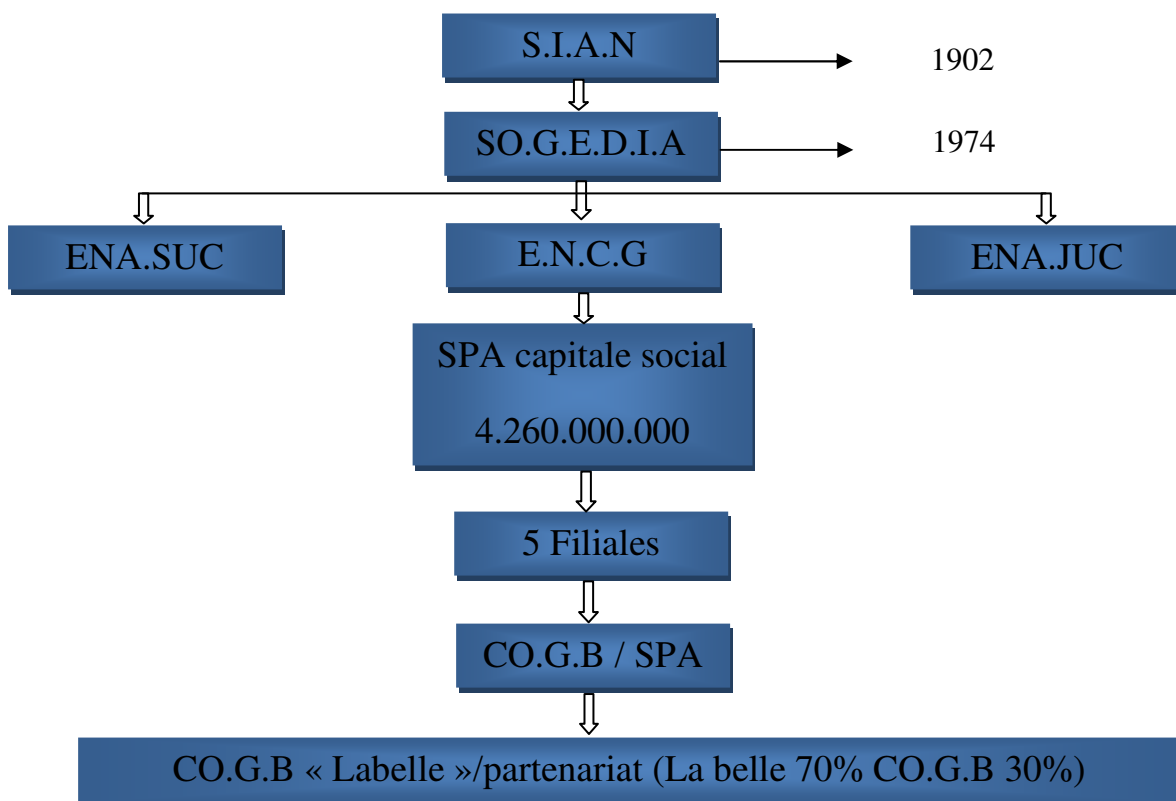 S.I.A.N
1902
SO.G.E.D.I.A
1974
ENA.SUC
E.N.C.G
ENA.JUC
SPA capitale social
4.260.000.000
5 Filiales
CO.G.B / SPA
CO.G.B « Labelle »/partenariat (La belle 70% CO.G.B 30%)